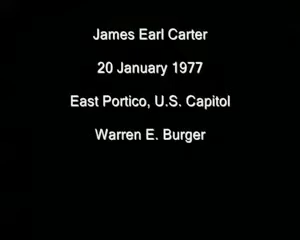 James Earl Carter
20 January 1977
East Portico, U.S. Capitol
Warren E. Burger